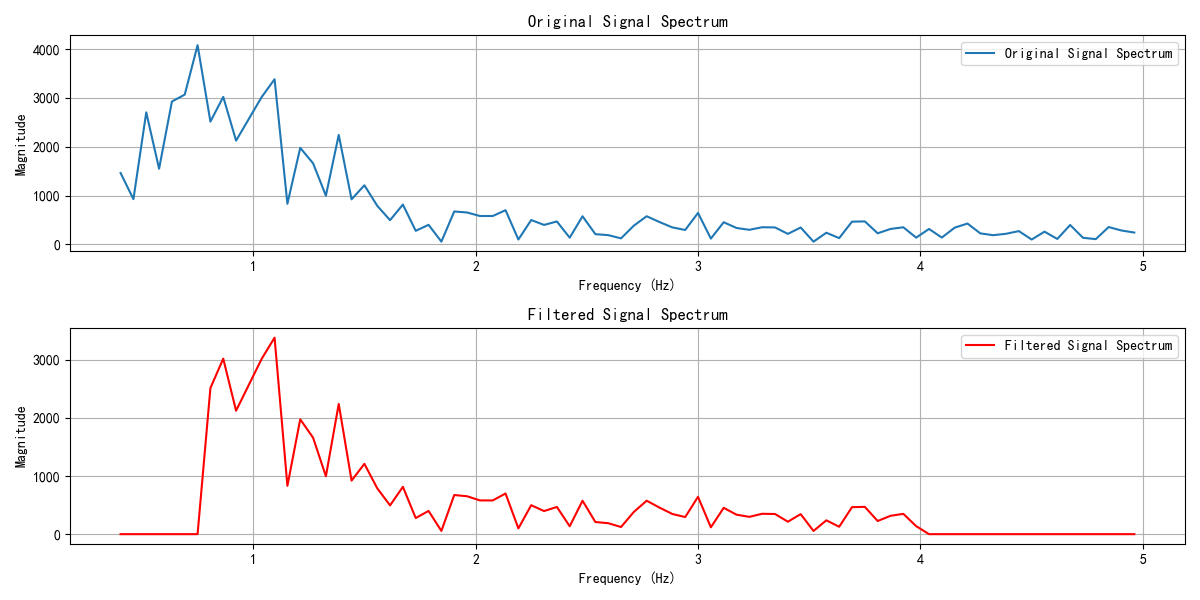 Original Signal Spectrum
Original Signal Spectrum
Magnitude
4000
3000
2000
1000
0
1 2 3 4 5
Frequency (Hz)
Filtered Signal Spectrum
Filtered Signal Spectrum
Magnitude
3000
2000
1000
0
1 2 3 4 5
Frequency (Hz)